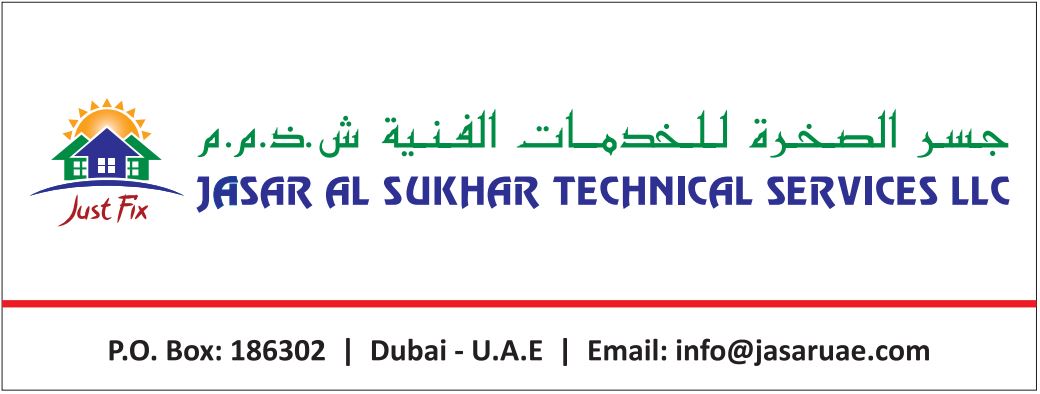 جسر الصخرة للخدمات الفنية ش.ذ.م.م
JASAR AL SUKHAR TECHNICAL SERVICES LLC
Just Fix
P.O. Box: 186302 | Dubai - U.A.E | Email: info@jasaruae.com